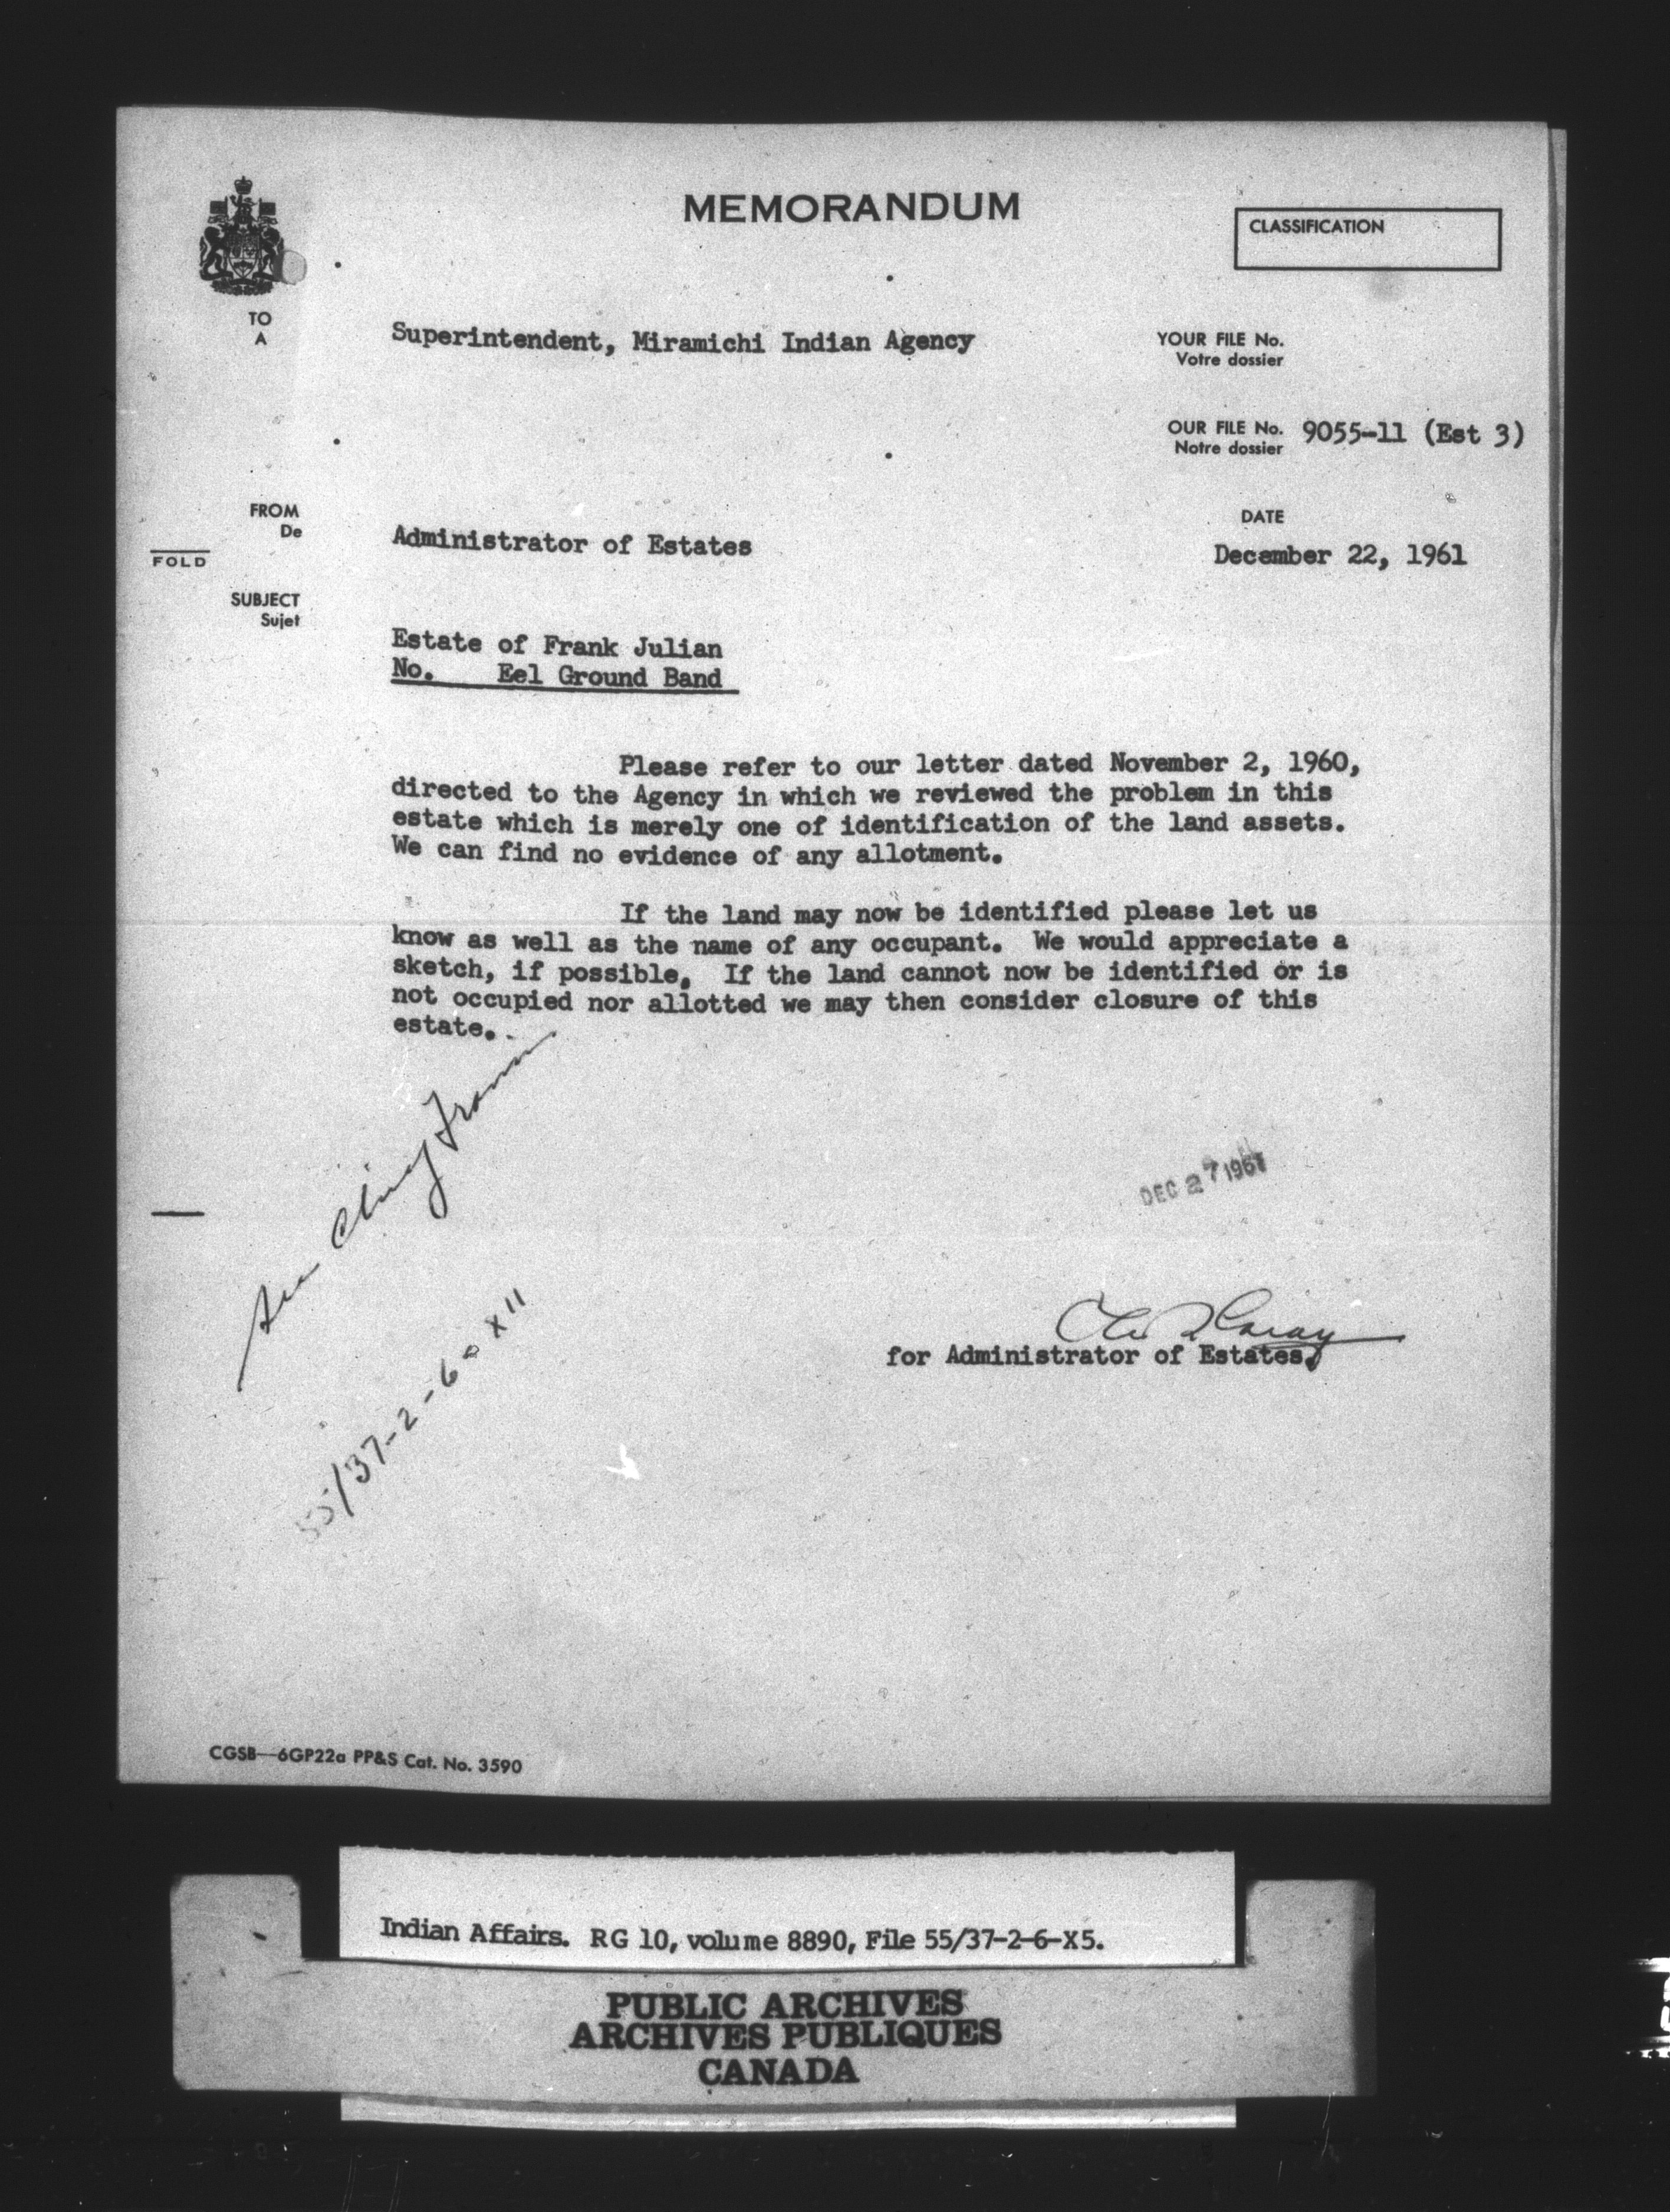 MEMORANDUM
CLASSIFICATION
TO
A
Superintendent, Miramichi Indian Agency
YOUR FILE No.
Votre dossier
OUR FILE No. 9055-11 (Est 3)
Notre dossier
FROM
De
Administrator of Estates
DATE
December 22, 1961
FOLD
SUBJECT
Sujet
Estate of Frank Julian
No. Eel Ground Band
Please refer to our letter dated November 2, 1960,
directed to the Agency in which we reviewed the problem in this
estate which is merely one of identification of the land assets.
We can find no evidence of any allotment.
If the land may now be identified please let us
know as well as the name of any occupant. We would appreciate a
sketch, if possible. If the land cannot now be identified or is
not occupied nor allotted we may then consider closure of this
estate.
DEC 27 1961
for Administrator of Estates.
55/37-2-6-X11
CGSB—6GP22a PP&S Cat. No. 3590
Indian Affairs. RG 10, volume 8890, File 55/37-2-6-X5.
PUBLIC ARCHIVES
ARCHIVES PUBLIQUES
CANADA